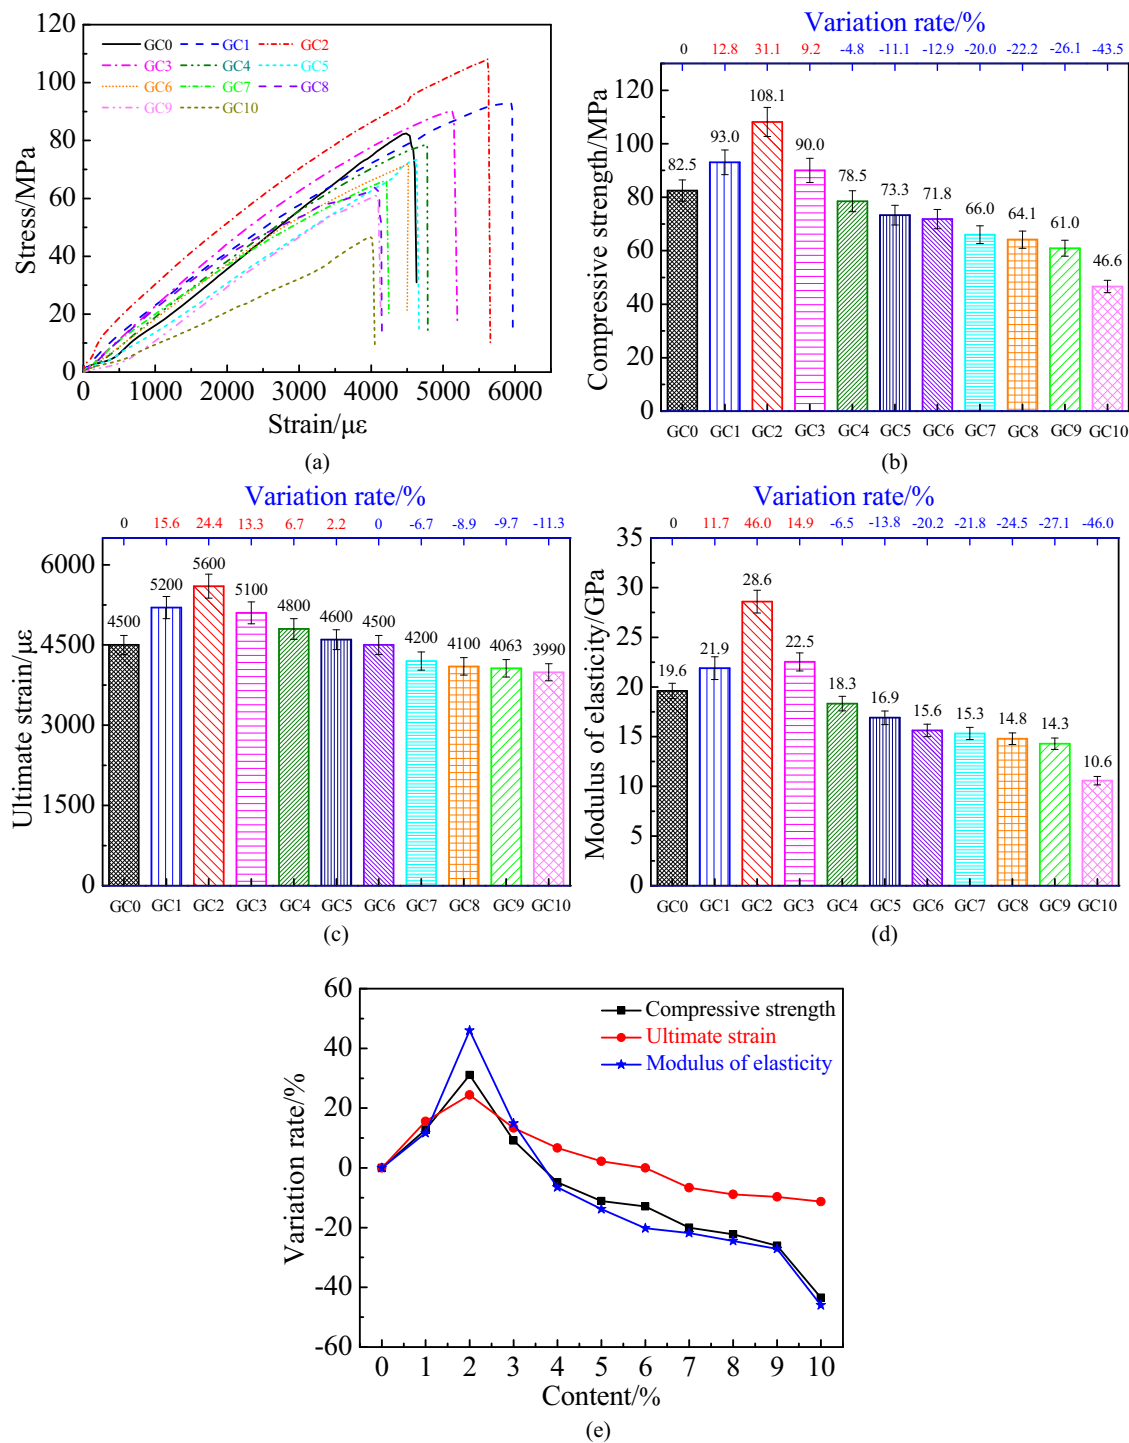 120
100
80
60
40
20
0
Stress/MPa
GC0 GC1 GC2
GC3 GC4 GC5
GC6 GC7 GC8
GC9 GC10
0 1000 2000 3000 4000 5000 6000
Strain/με
(a)
Variation rate/%
0 12.8 31.1 9.2 -4.8 -11.1 -12.9 -20.0 -22.2 -26.1 -43.5
120
100
80
60
40
20
0
Compressive strength/MPa
82.5 93.0 108.1 90.0 78.5 73.3 71.8 66.0 64.1 61.0 46.6
GC0 GC1 GC2 GC3 GC4 GC5 GC6 GC7 GC8 GC9 GC10
(b)
Variation rate/%
0 15.6 24.4 13.3 6.7 2.2 0 -6.7 -8.9 -9.7 -11.3
6000
4500
3000
1500
0
Ultimate strain/με
4500 5200 5600 5100 4800 4600 4500 4200 4100 4063 3990
GC0 GC1 GC2 GC3 GC4 GC5 GC6 GC7 GC8 GC9 GC10
(c)
Variation rate/%
0 11.7 46.0 14.9 -6.5 -13.8 -20.2 -21.8 -24.5 -27.1 -46.0
35
30
25
20
15
10
5
0
Modulus of elasticity/GPa
19.6 21.9 28.6 22.5 18.3 16.9 15.6 15.3 14.8 14.3 10.6
GC0 GC1 GC2 GC3 GC4 GC5 GC6 GC7 GC8 GC9 GC10
(d)
60
40
20
0
-20
-40
-60
Variation rate/%
Compressive strength
Ultimate strain
Modulus of elasticity
0 1 2 3 4 5 6 7 8 9 10
Content/%
(e)